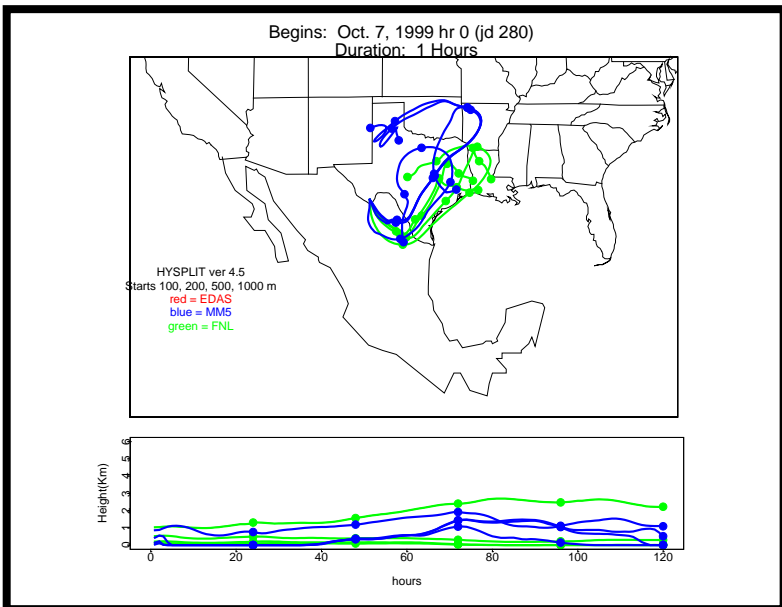 Begins: Oct. 7, 1999 hr 0 (jd 280)
Duration: 1 Hours
HYSPLIT ver 4.5
Starts 100, 200, 500, 1000 m
red = EDAS
blue = MM5
green = FNL
Height(Km)
6
5
4
3
2
1
0
0 20 40 60 80 100 120
hours